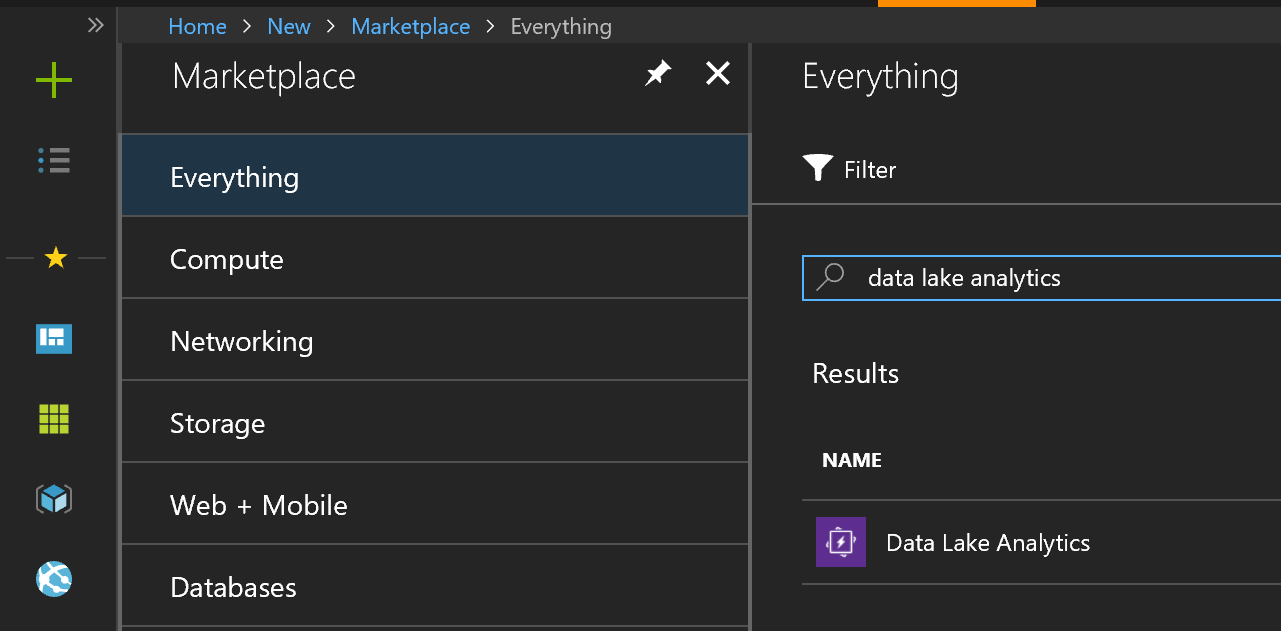 Home > New > Marketplace > Everything
Marketplace
Everything
Compute
Networking
Storage
Web + Mobile
Databases
Everything
Filter
data lake analytics
Results
NAME
Data Lake Analytics